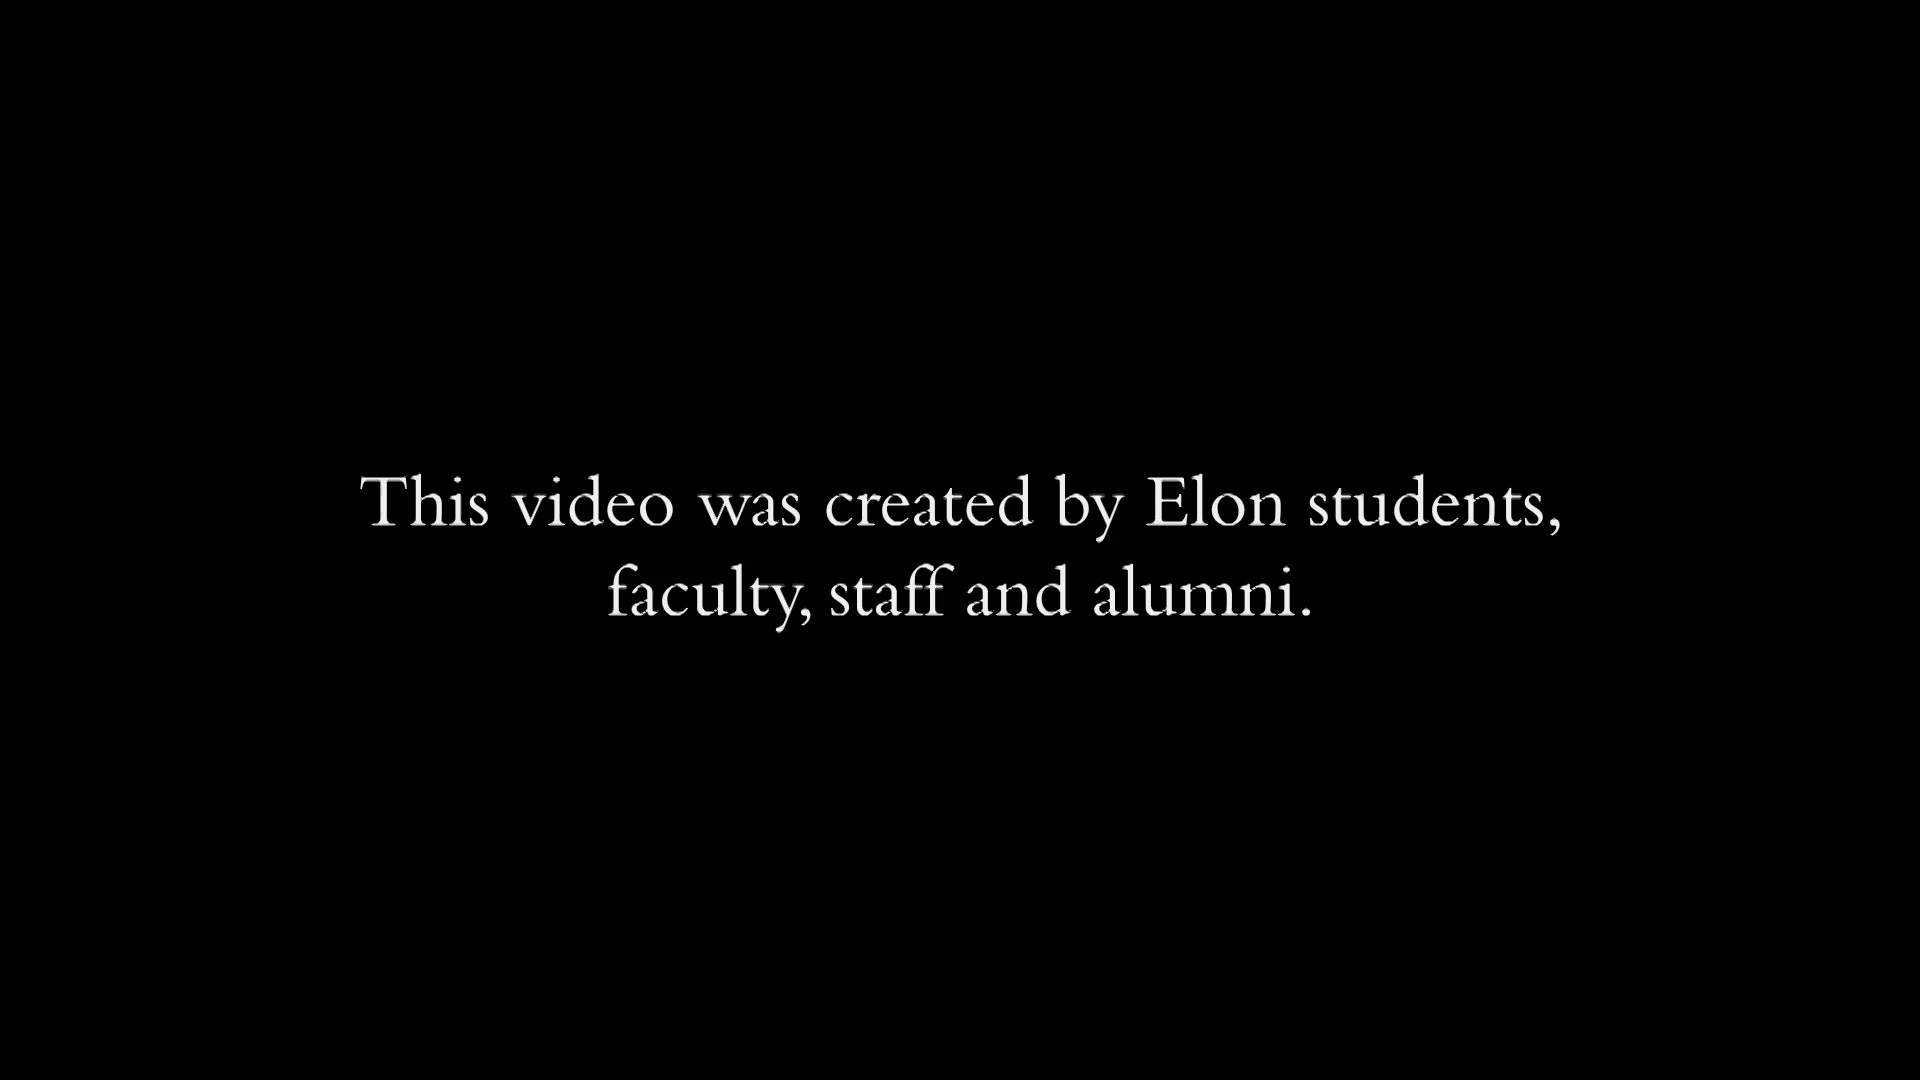 This video was created by Elon students,
faculty, staff and alumni.